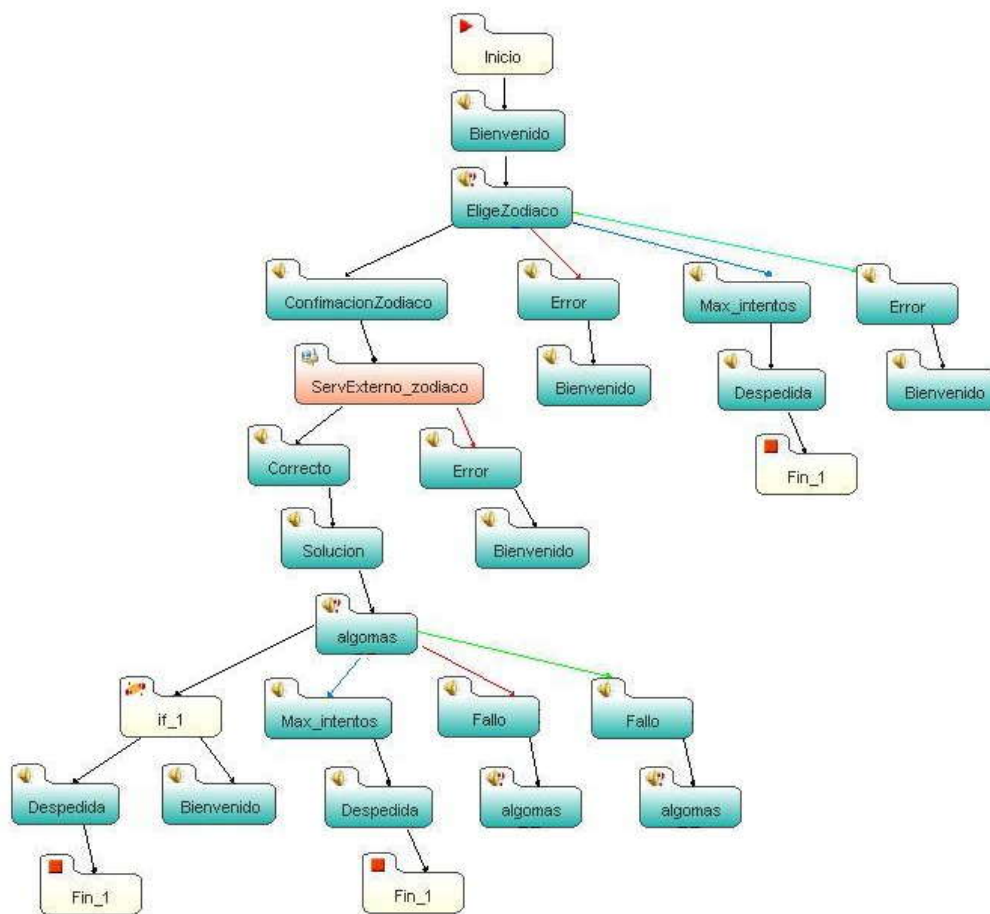 Inicio
Bienvenido
EligeZodiaco
ConfimacionZodiaco
Error
Max_intentos
Error
ServExterno_zodiaco
Bienvenido
Despedida
Bienvenido
Correcto
Error
Fin_1
Solucion
Bienvenido
algomas
if_1
Max_intentos
Fallo
Fallo
Despedida
Bienvenido
Despedida
algomas
algomas
Fin_1
Fin_1